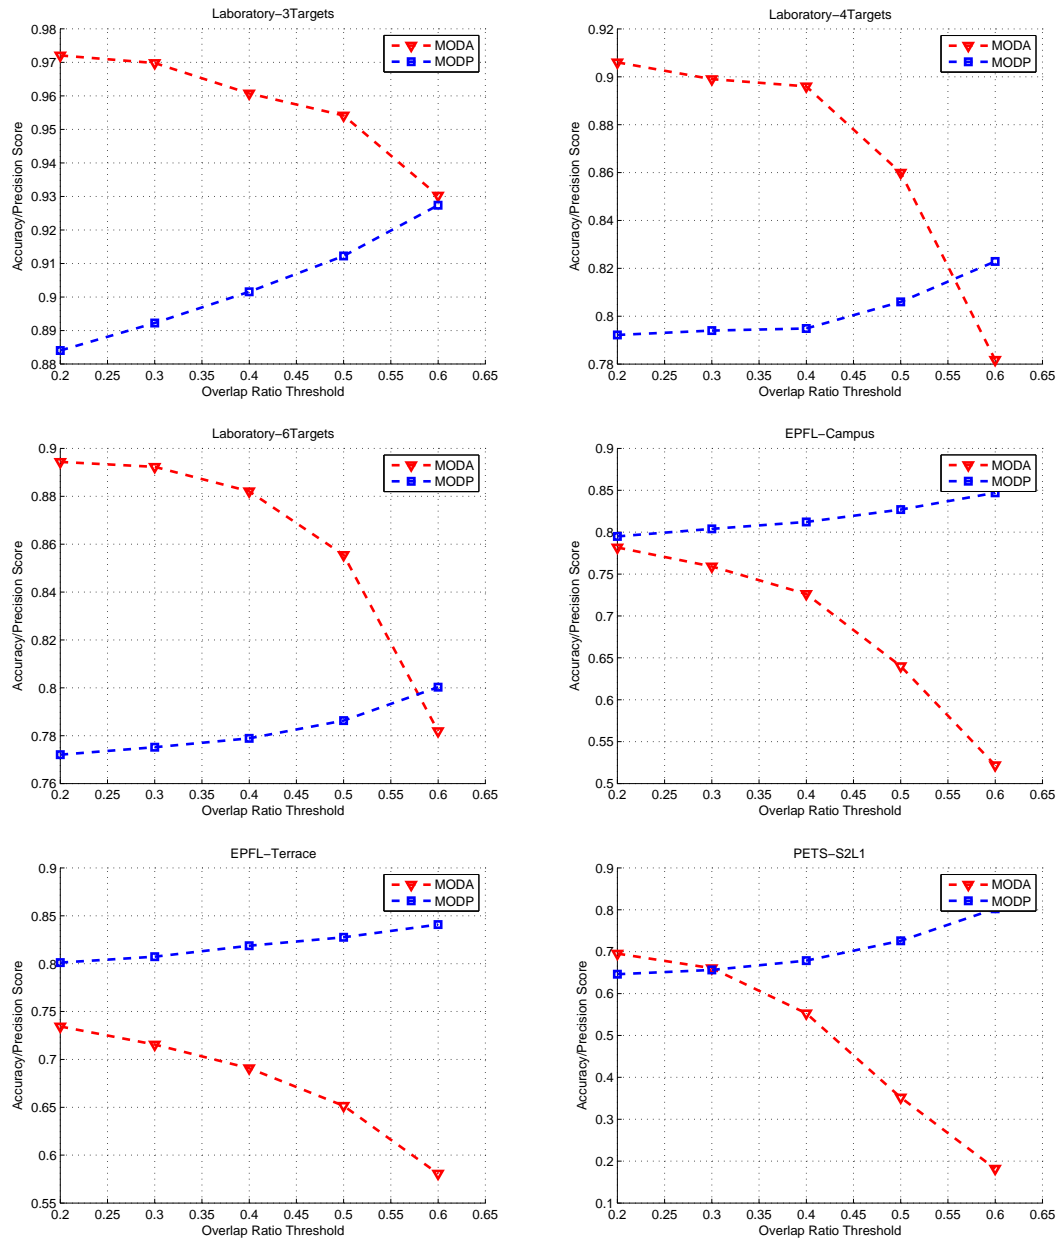 Laboratory−3Targets
0.98
0.97
0.96
0.95
0.94
0.93
0.92
0.91
0.9
0.89
0.88
0.2 0.25 0.3 0.35 0.4 0.45 0.5 0.55 0.6 0.65
Overlap Ratio Threshold
Accuracy/Precision Score
MODA
MODP
Laboratory−4Targets
0.92
0.9
0.88
0.86
0.84
0.82
0.8
0.78
0.2 0.25 0.3 0.35 0.4 0.45 0.5 0.55 0.6 0.65
Overlap Ratio Threshold
Accuracy/Precision Score
MODA
MODP
Laboratory−6Targets
0.9
0.88
0.86
0.84
0.82
0.8
0.78
0.76
0.2 0.25 0.3 0.35 0.4 0.45 0.5 0.55 0.6 0.65
Overlap Ratio Threshold
Accuracy/Precision Score
MODA
MODP
EPFL−Campus
0.9
0.85
0.8
0.75
0.7
0.65
0.6
0.55
0.5
0.2 0.25 0.3 0.35 0.4 0.45 0.5 0.55 0.6 0.65
Overlap Ratio Threshold
Accuracy/Precision Score
MODA
MODP
EPFL−Terrace
0.9
0.85
0.8
0.75
0.7
0.65
0.6
0.55
0.2 0.25 0.3 0.35 0.4 0.45 0.5 0.55 0.6 0.65
Overlap Ratio Threshold
Accuracy/Precision Score
MODA
MODP
PETS−S2L1
0.9
0.8
0.7
0.6
0.5
0.4
0.3
0.2
0.1
0.2 0.25 0.3 0.35 0.4 0.45 0.5 0.55 0.6 0.65
Overlap Ratio Threshold
Accuracy/Precision Score
MODA
MODP